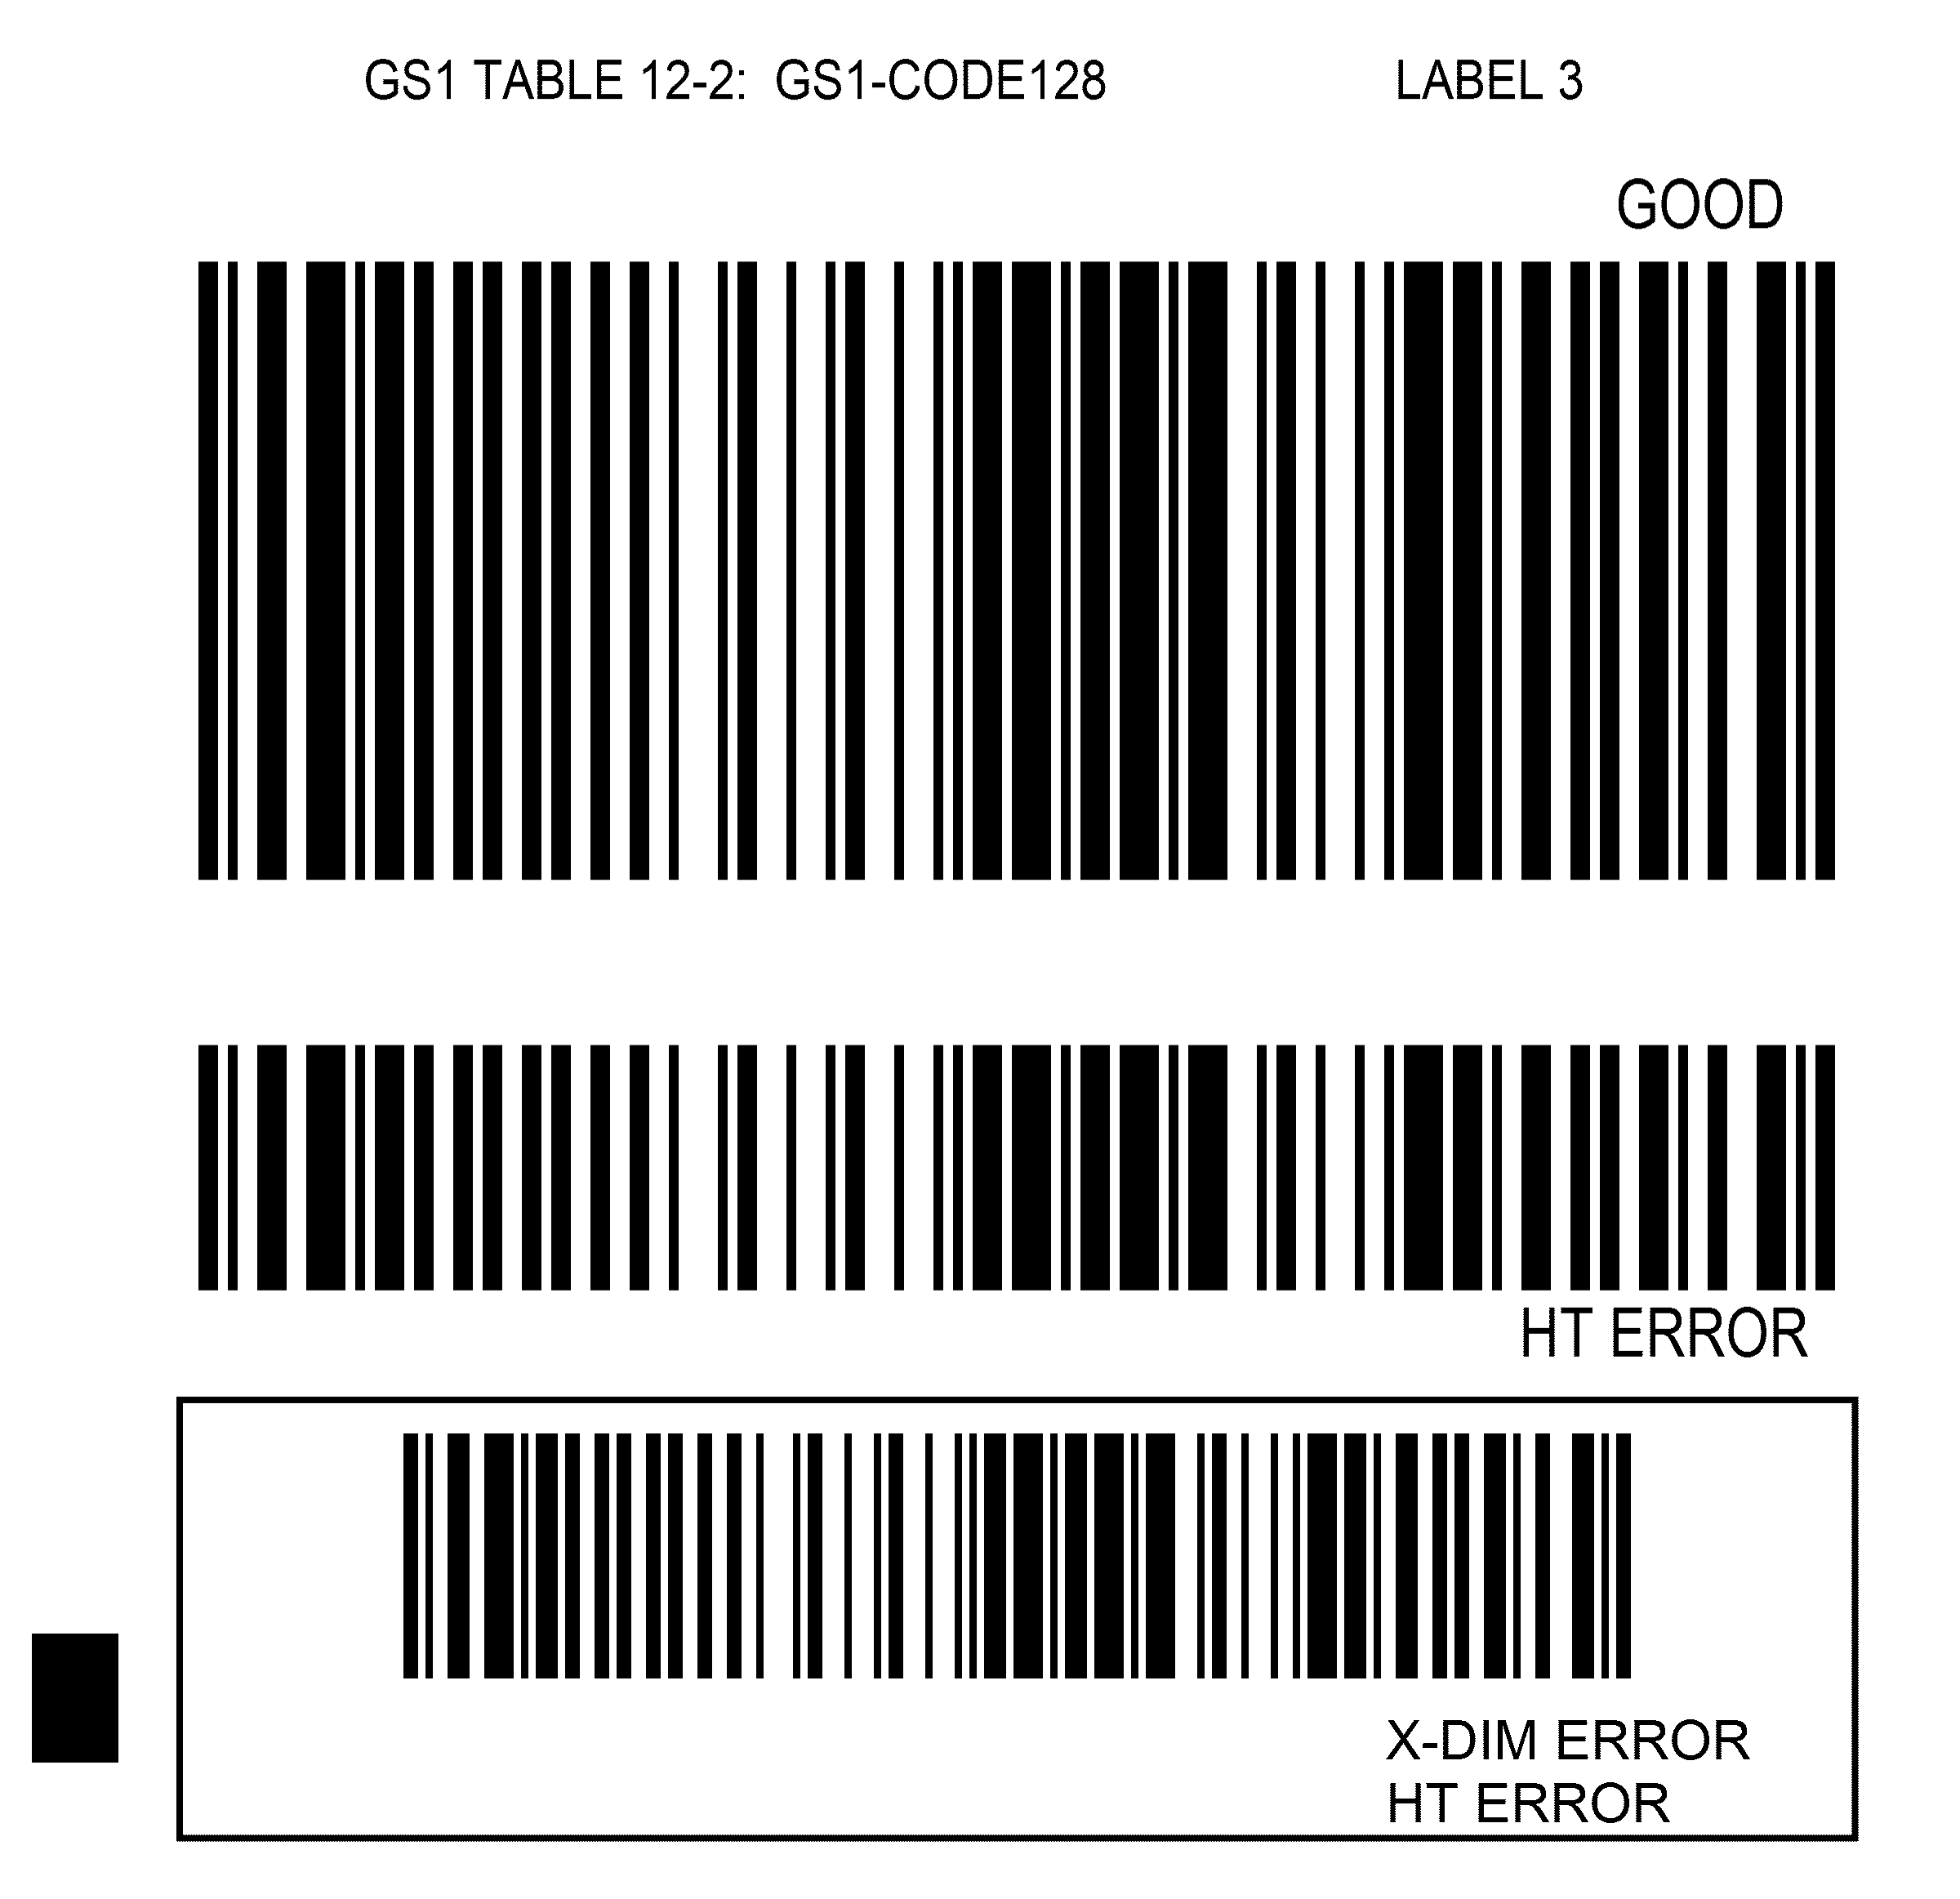 GS1 TABLE 12-2: GS1-CODE128 LABEL 3
GOOD
HT ERROR
X-DIM ERROR
HT ERROR